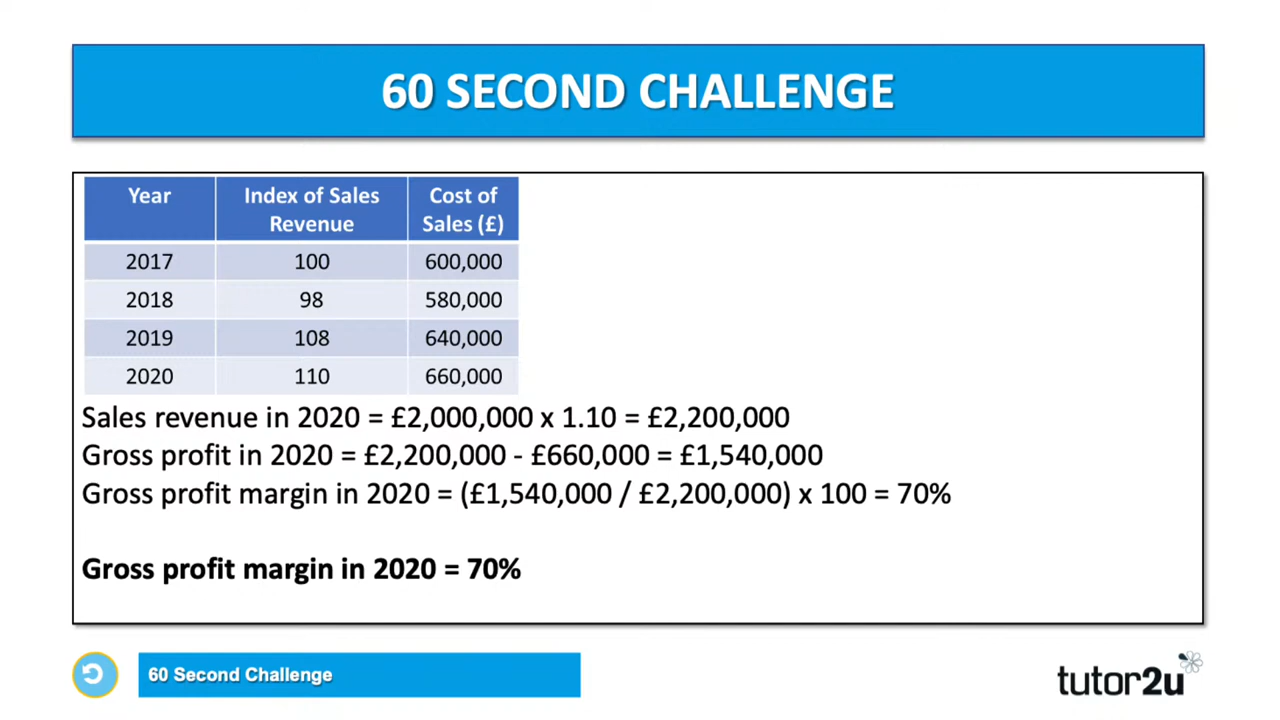 60 SECOND CHALLENGE
Year Index of Sales Revenue Cost of Sales (£)
2017 100 600,000
2018 98 580,000
2019 108 640,000
2020 110 660,000
Sales revenue in 2020 = £2,000,000 x 1.10 = £2,200,000
Gross profit in 2020 = £2,200,000 - £660,000 = £1,540,000
Gross profit margin in 2020 = (£1,540,000 / £2,200,000) x 100 = 70%
Gross profit margin in 2020 = 70%
60 Second Challenge
tutor2u